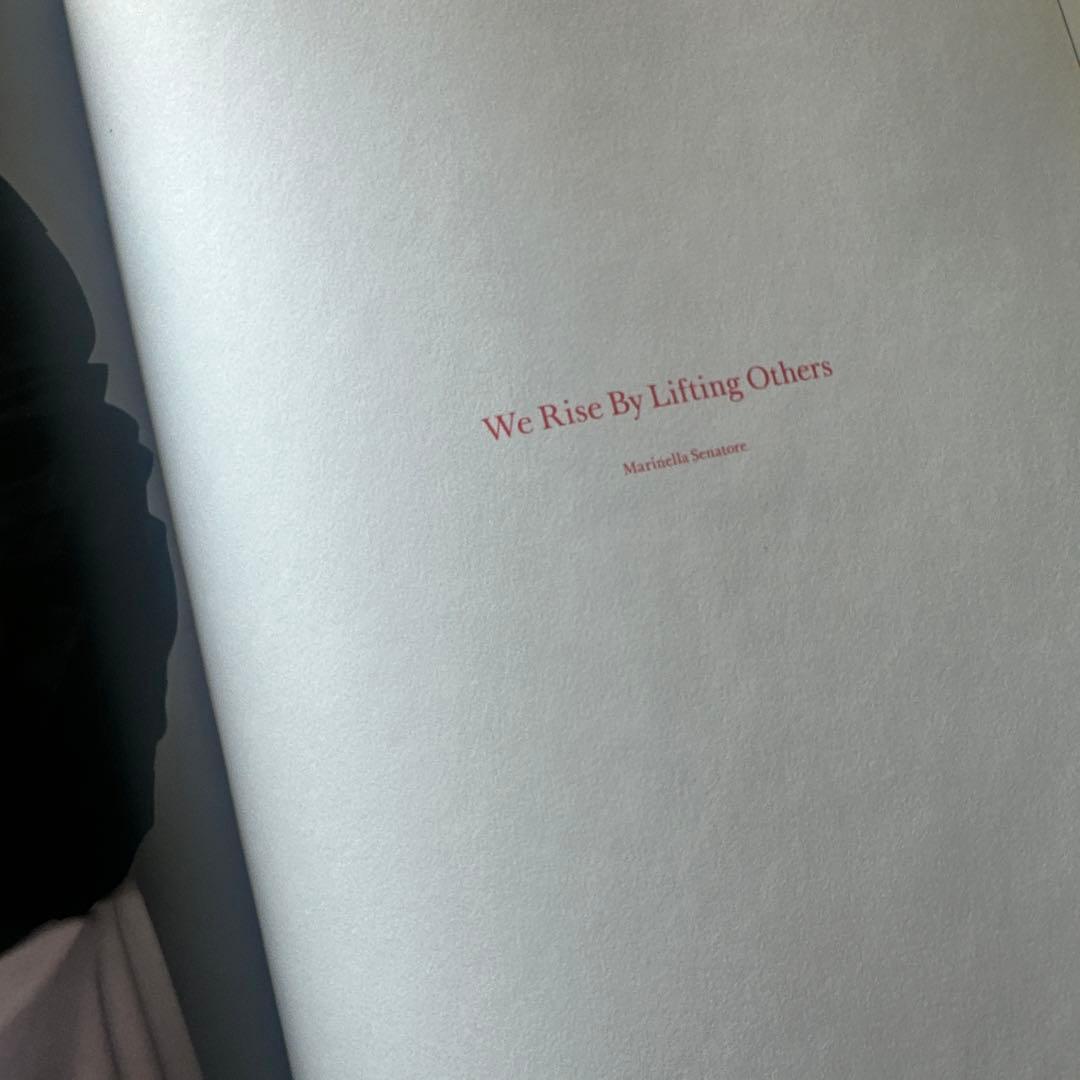 We Rise By Lifting Others
Marinella Senatore